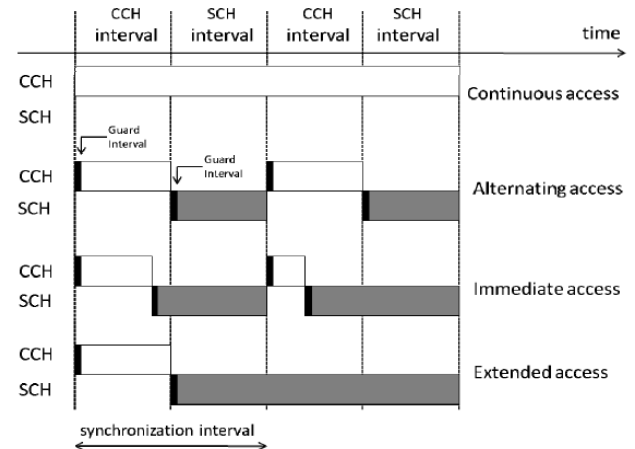 CCH interval SCH interval CCH interval SCH interval time
CCH
Continuous access
SCH
Guard Interval
Guard Interval
CCH
Alternating access
SCH
CCH
Immediate access
SCH
CCH
Extended access
SCH
synchronization interval